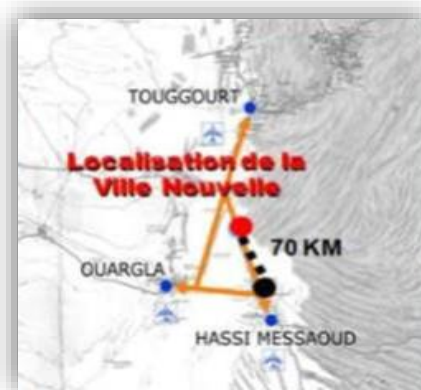 TOUGGOURT
Localisation de la
Ville Nouvelle
70 KM
OUARGLA
HASSI MESSAOUD